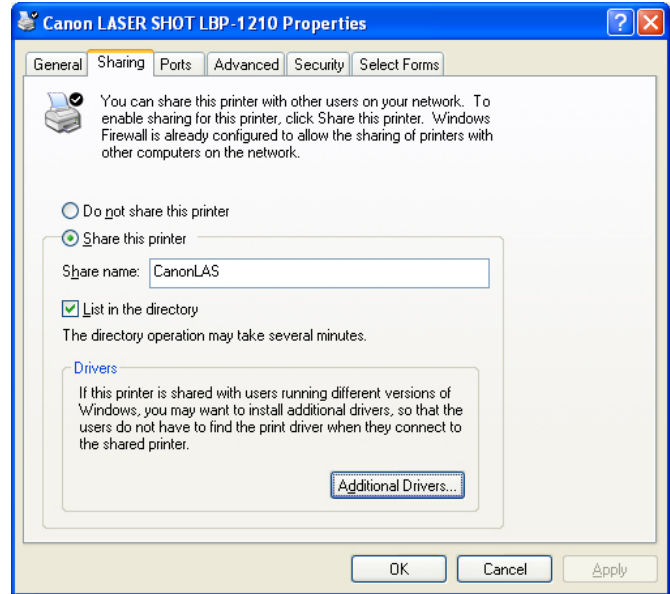 Canon LASER SHOT LBP-1210 Properties
General Sharing Ports Advanced Security Select Forms
You can share this printer with other users on your network. To
enable sharing for this printer, click Share this printer. Windows
Firewall is already configured to allow the sharing of printers with
other computers on the network.
Do not share this printer
Share this printer
Share name: CanonLAS
List in the directory
The directory operation may take several minutes.
Drivers
If this printer is shared with users running different versions of
Windows, you may want to install additional drivers, so that the
users do not have to find the print driver when they connect to
the shared printer.
Additional Drivers...
OK Cancel Apply